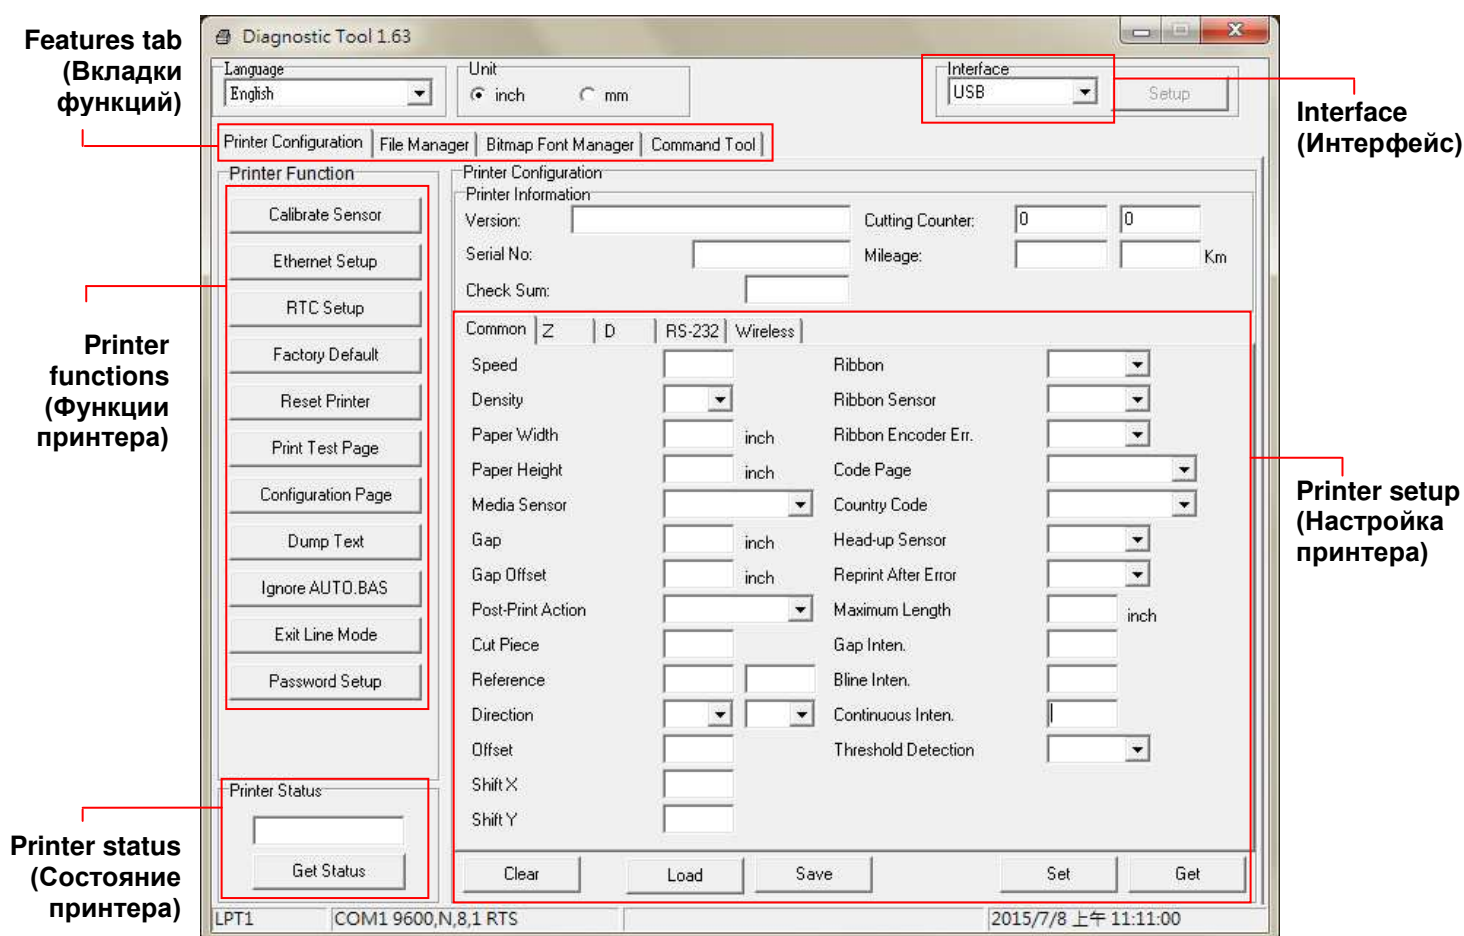 Features tab
(Вкладки
функций)
Diagnostic Tool 1.63
Language
English
Unit
inch
mm
Interface
USB
Setup
Interface
(Интерфейс)
Printer Configuration
File Manager
Bitmap Font Manager
Command Tool
Printer Function
Calibrate Sensor
Ethernet Setup
RTC Setup
Factory Default
Reset Printer
Print Test Page
Configuration Page
Dump Text
Ignore AUTO.BAS
Exit Line Mode
Password Setup
Printer
functions
(Функции
принтера)
Printer Configuration
Printer Information
Version:
Cutting Counter:
0
0
Serial No:
Mileage:
Km
Check Sum:
Common
Z
D
RS-232
Wireless
Speed
Ribbon
Density
Ribbon Sensor
Paper Width
inch
Ribbon Encoder Err.
Paper Height
inch
Code Page
Media Sensor
Country Code
Gap
inch
Head-up Sensor
Gap Offset
inch
Reprint After Error
Post-Print Action
Maximum Length
inch
Cut Piece
Gap Inten.
Reference
Bline Inten.
Direction
Continuous Inten.
Offset
Threshold Detection
Shift X
Shift Y
Clear
Load
Save
Set
Get
Printer setup
(Настройка
принтера)
Printer Status
Get Status
Printer status
(Состояние
принтера)
LPT1
COM1 9600,N,8,1 RTS
2015/7/8 上午 11:11:00